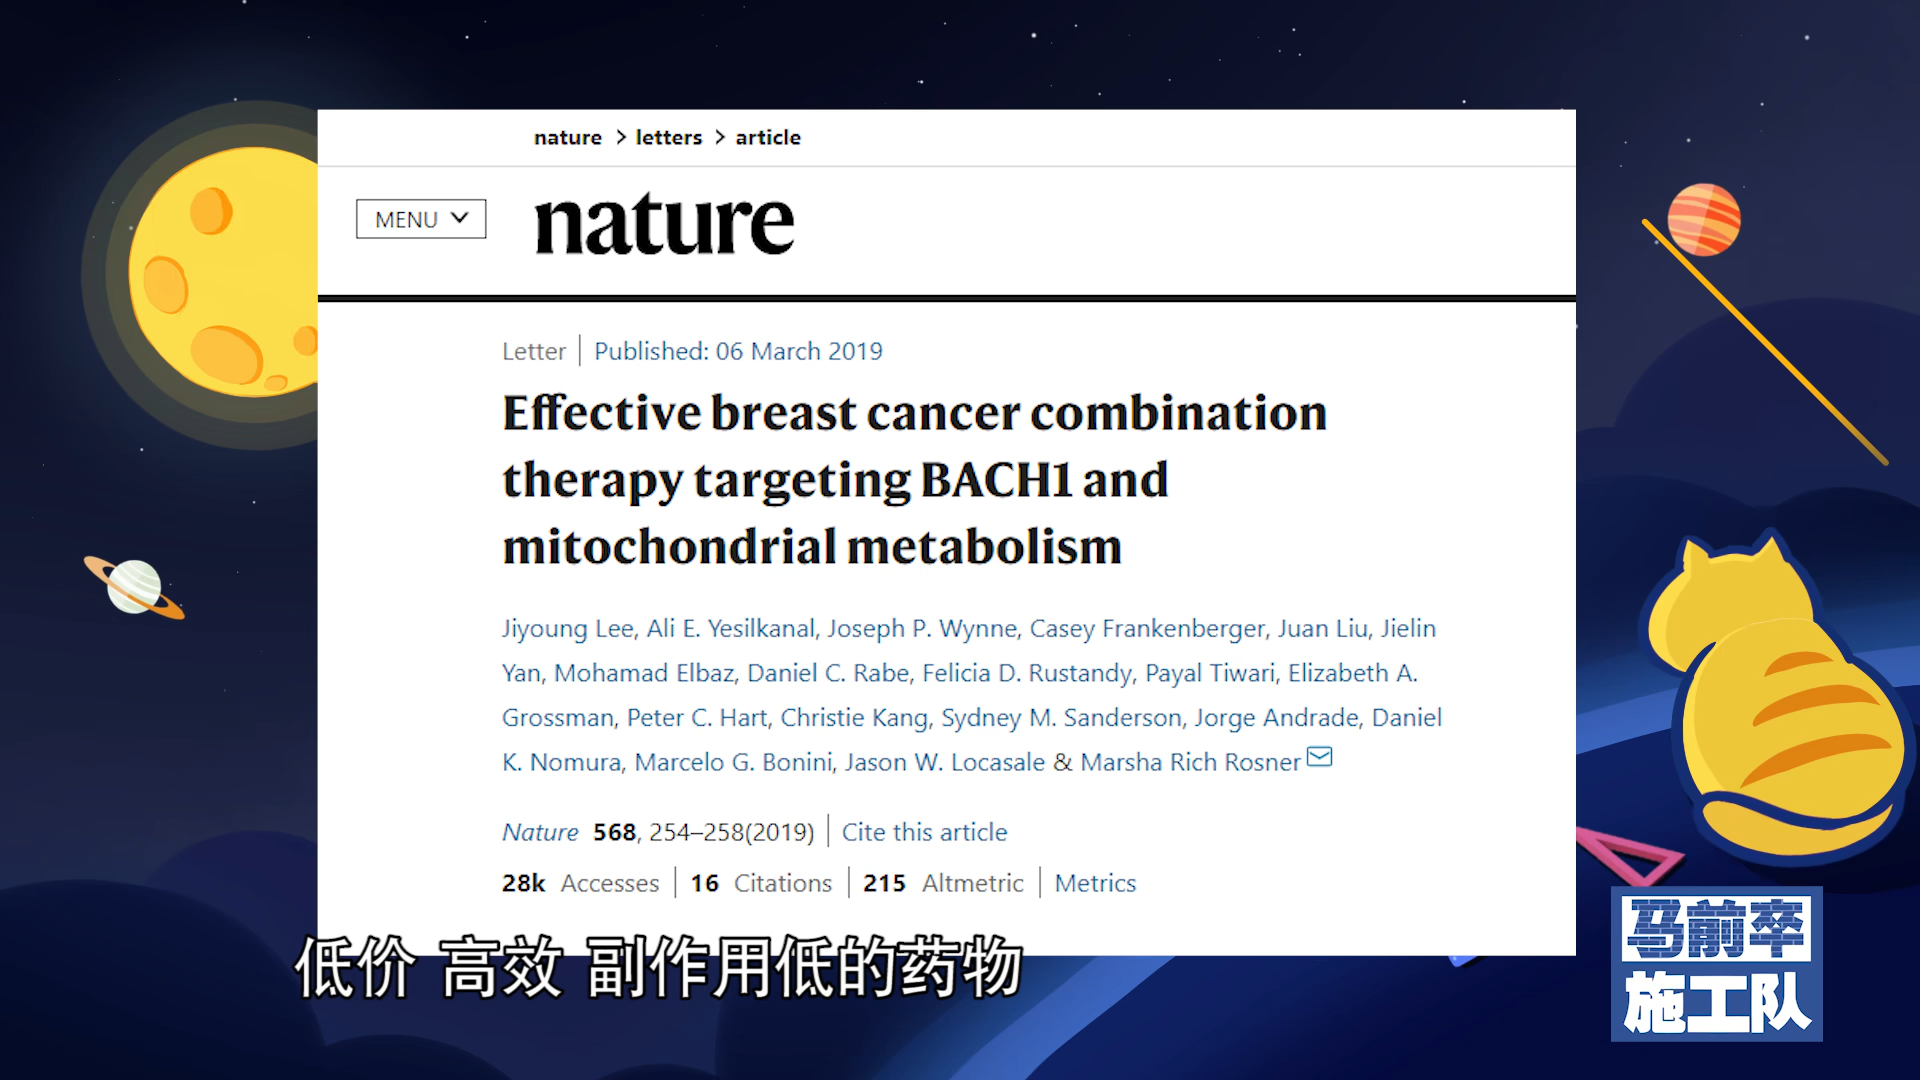 nature > letters > article
MENU
nature
Letter | Published: 06 March 2019
Effective breast cancer combination
therapy targeting BACH1 and
mitochondrial metabolism
Jiyoung Lee, Ali E. Yesilkanal, Joseph P. Wynne, Casey Frankenberger, Juan Liu, Jielin
Yan, Mohamad Elbaz, Daniel C. Rabe, Felicia D. Rustandy, Payal Tiwari, Elizabeth A.
Grossman, Peter C. Hart, Christie Kang, Sydney M. Sanderson, Jorge Andrade, Daniel
K. Nomura, Marcelo G. Bonini, Jason W. Locasale & Marsha Rich Rosner
Nature 568, 254–258(2019) | Cite this article
28k Accesses | 16 Citations | 215 Altmetric | Metrics
低价 高效 副作用低的药物
马前卒
施工队